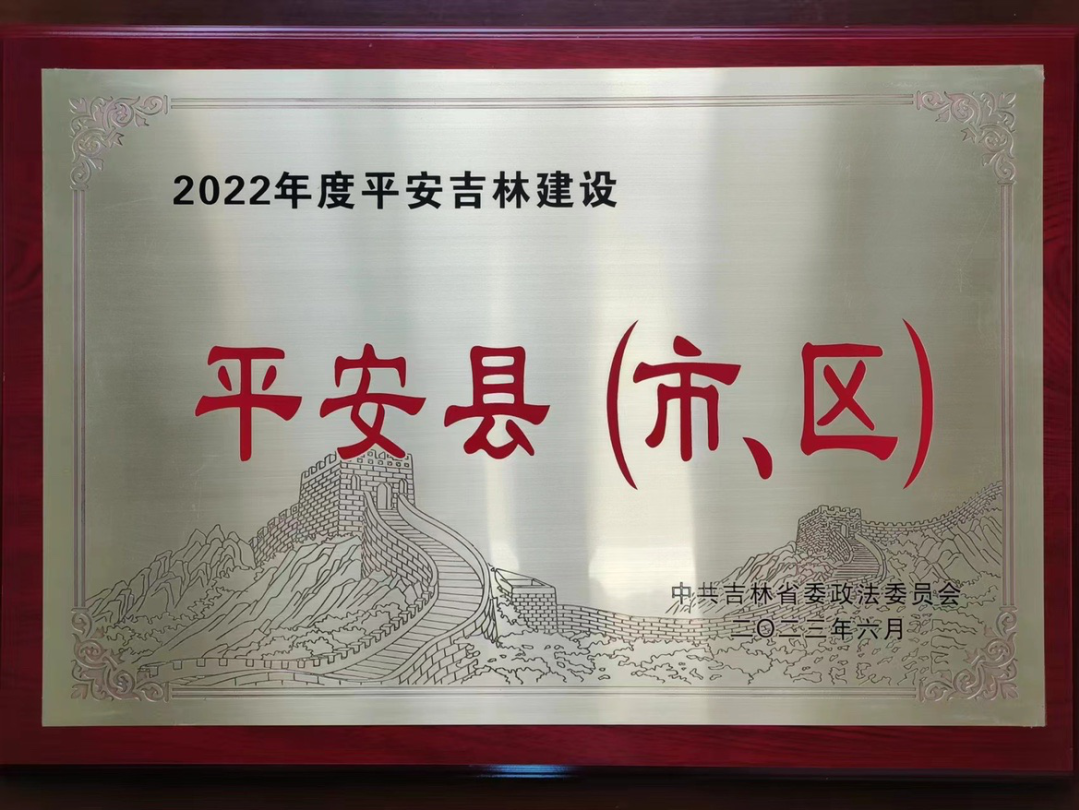 2022年度平安吉林建设
平安县(市、区)
中共吉林省委政法委员会
二〇二三年六月